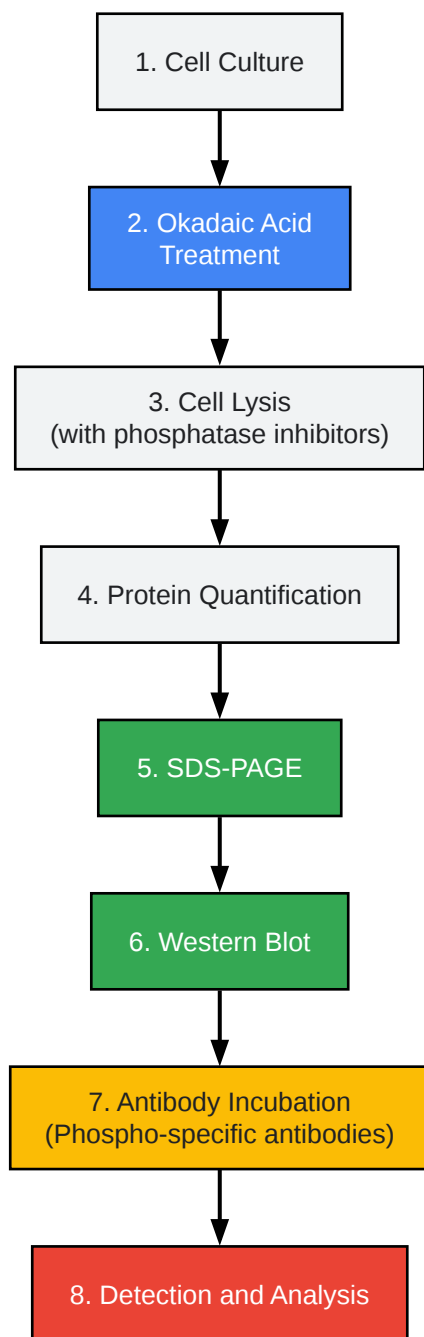 1. Cell Culture
2. Okadaic Acid
Treatment
3. Cell Lysis
(with phosphatase inhibitors)
4. Protein Quantification
5. SDS-PAGE
6. Western Blot
7. Antibody Incubation
(Phospho-specific antibodies)
8. Detection and Analysis